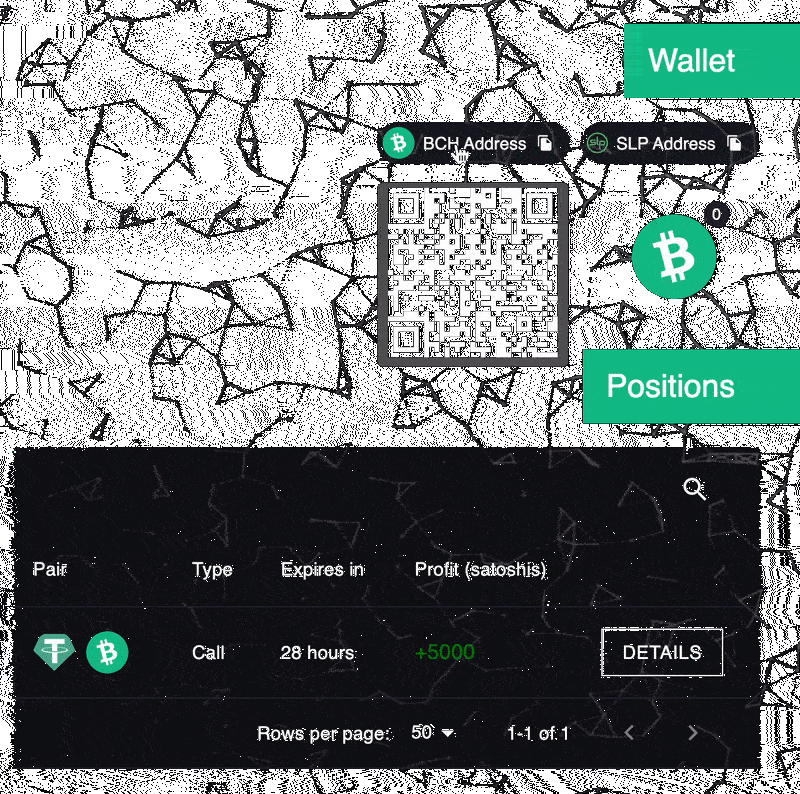 Wallet
BCH Address
slp SLP Address
0
Positions
Pair Type Expires in Profit (satoshis)
Call 28 hours +5000 DETAILS
Rows per page: 50 1-1 of 1